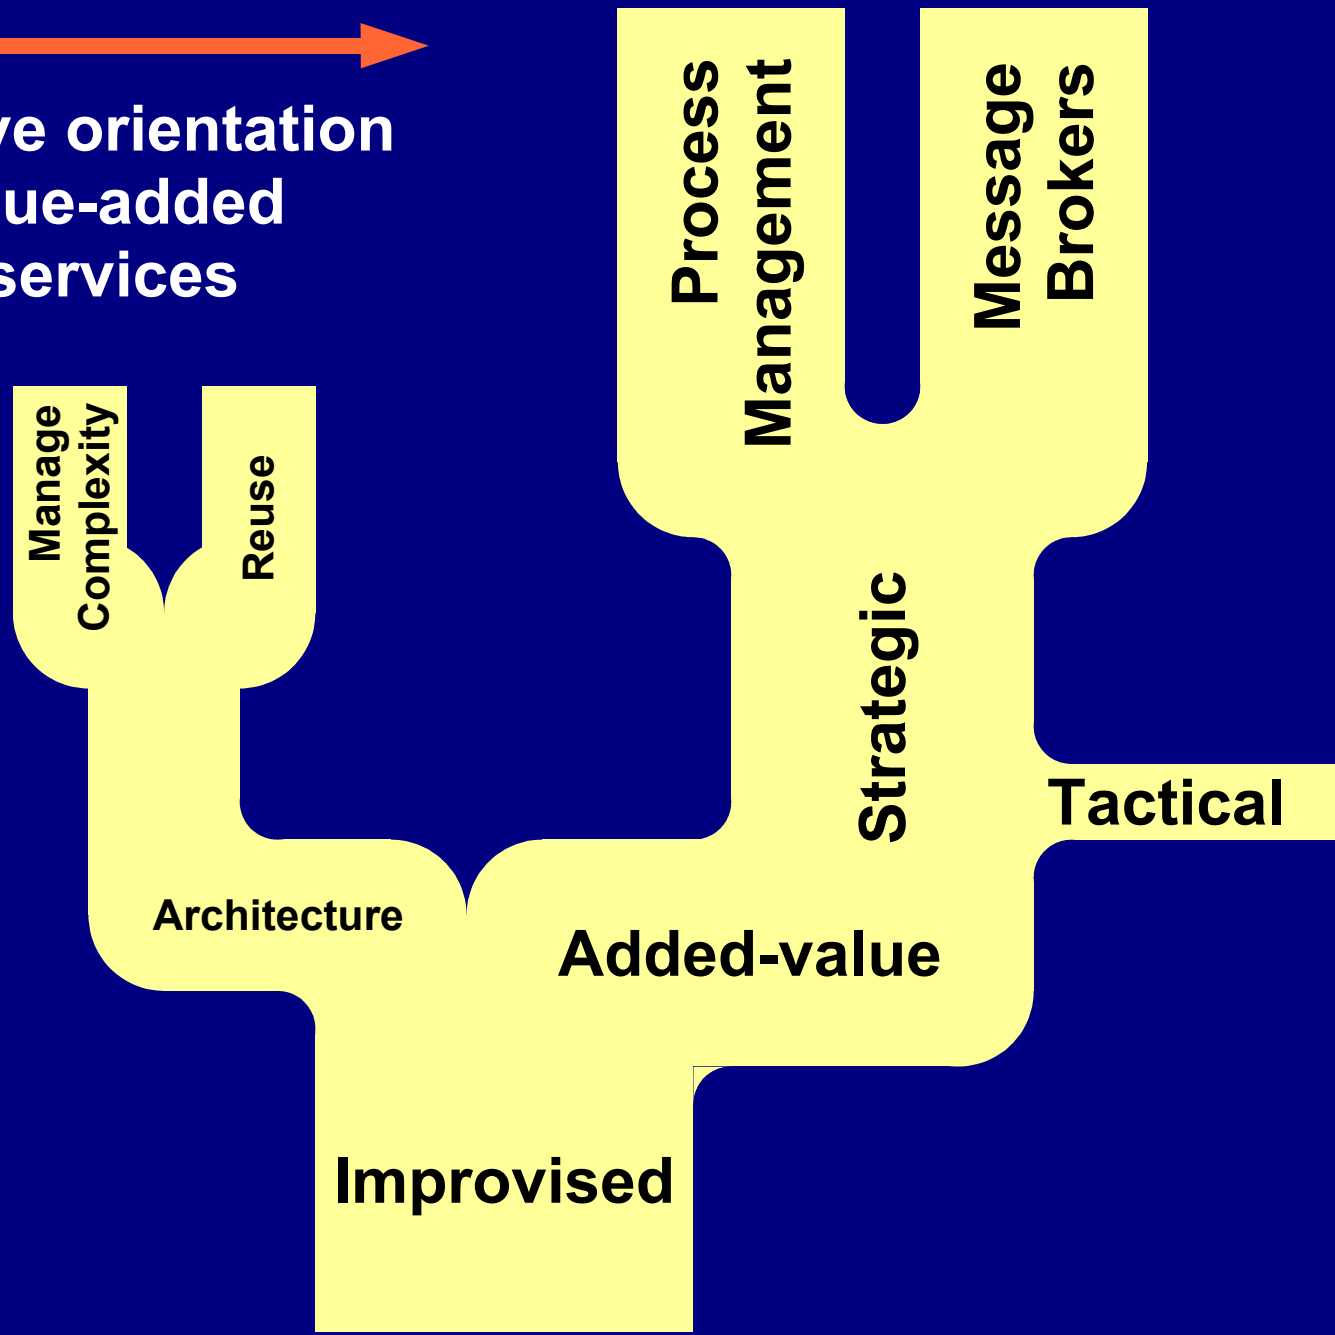 ve orientation
ue-added
services
Process
Management
Message
Brokers
Manage
Complexity
Reuse
Strategic
Tactical
Architecture
Added-value
Improvised